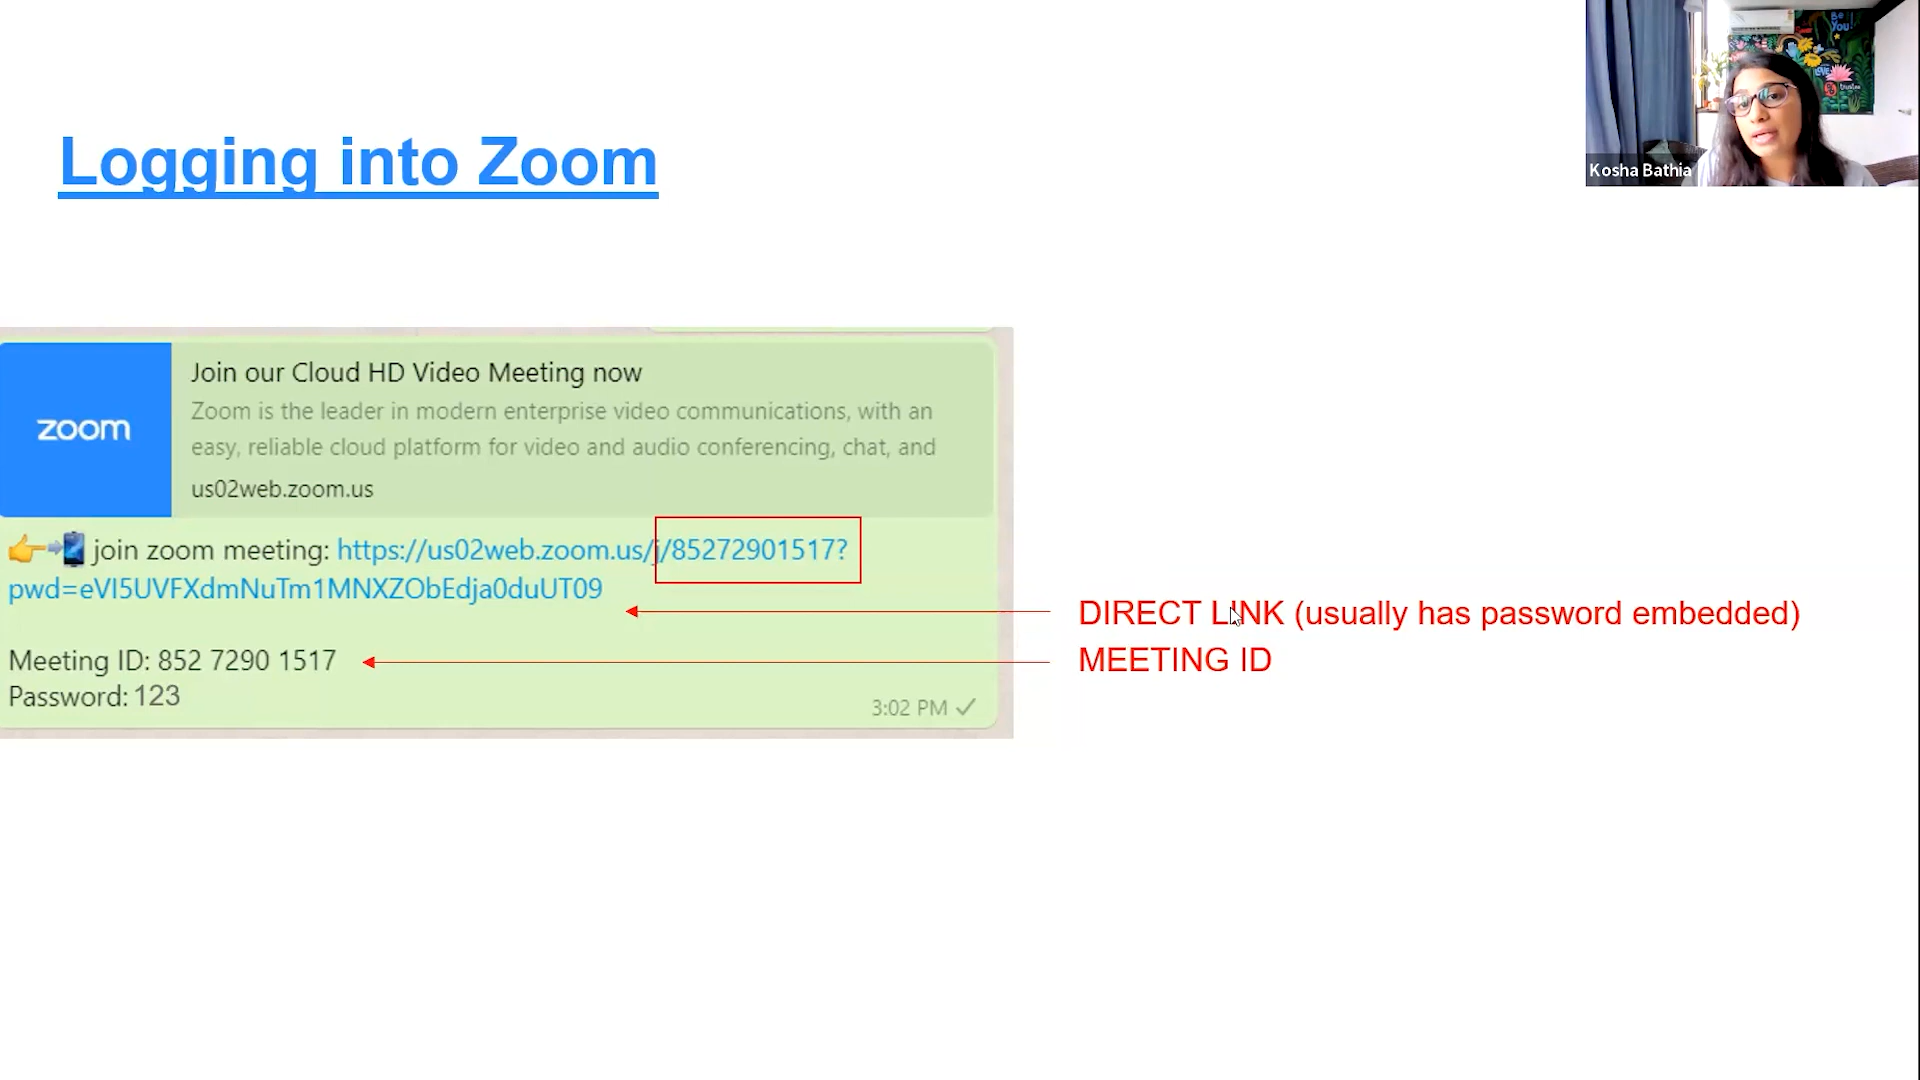 Be
You!
LOVE
Kosha Bathia
Logging into Zoom
zoom
Join our Cloud HD Video Meeting now
Zoom is the leader in modern enterprise video communications, with an
easy, reliable cloud platform for video and audio conferencing, chat, and
us02web.zoom.us
join zoom meeting: https://us02web.zoom.us/j/85272901517?
pwd=eVI5UVFXdmNuTm1MNXZObEdja0duUT09
DIRECT LINK (usually has password embedded)
Meeting ID: 852 7290 1517
MEETING ID
Password: 123
3:02 PM